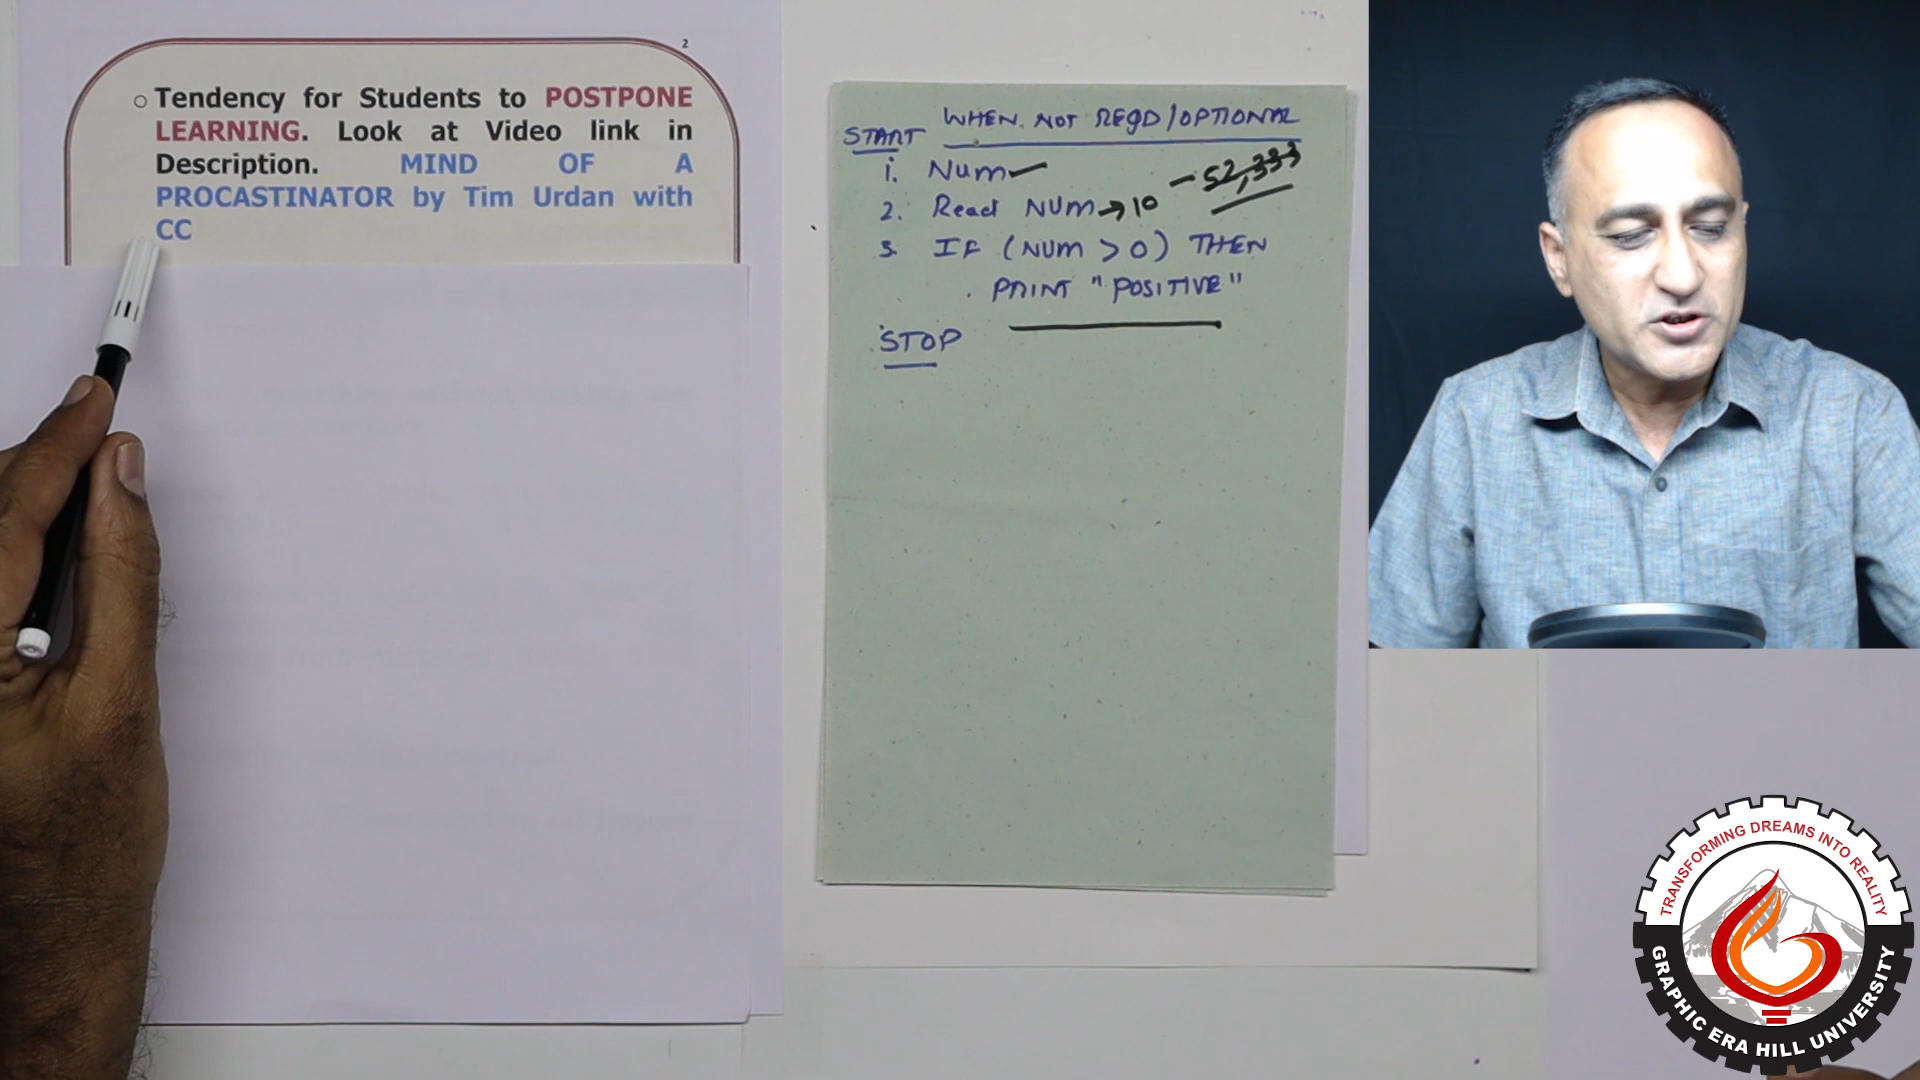 2
Tendency for Students to POSTPONE
LEARNING. Look at Video link in
Description. MIND OF A
PROCASTINATOR by Tim Urdan with
CC
WHEN NOT REQD/OPTIONAL
START
1. Num
- 52,333
2. Read NUM → 10
3. IF (NUM > 0) THEN
PRINT "POSITIVE"
STOP
TRANSFORMING DREAMS INTO REALITY
GRAPHIC ERA HILL UNIVERSITY